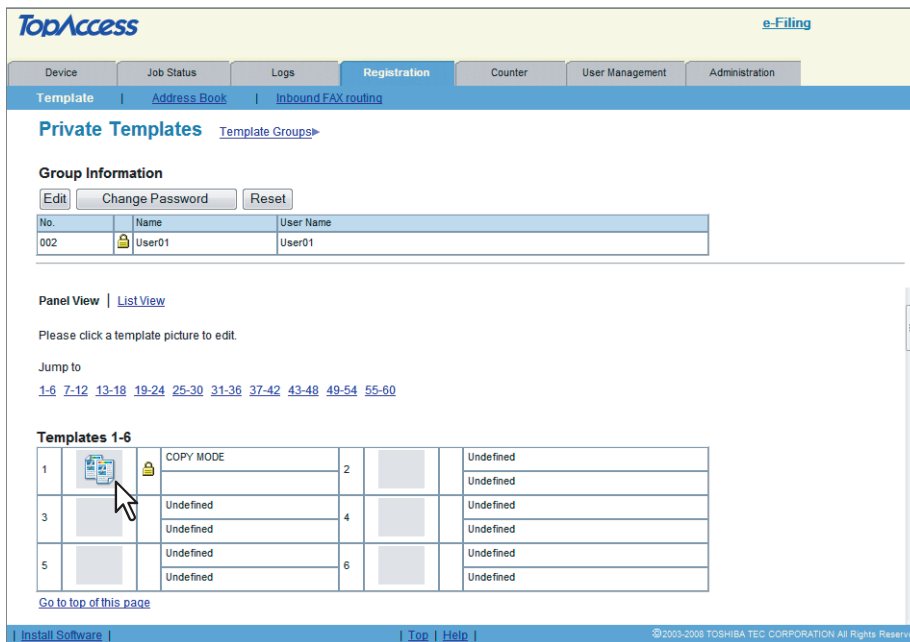 TopAccess
e-Filing
Device Job Status Logs Registration Counter User Management Administration
Template | Address Book | Inbound FAX routing
Private Templates Template Groups
Group Information
Edit Change Password Reset
No. Name User Name
002 User01 User01
Panel View | List View
Please click a template picture to edit.
Jump to
1-6 7-12 13-18 19-24 25-30 31-36 37-42 43-48 49-54 55-60
Templates 1-6
1 COPY MODE 2 Undefined
Undefined
3 Undefined 4 Undefined
Undefined Undefined
5 Undefined 6 Undefined
Undefined Undefined
Go to top of this page
| Install Software | | Top | Help | ©2003-2008 TOSHIBA TEC CORPORATION All Rights Reserv